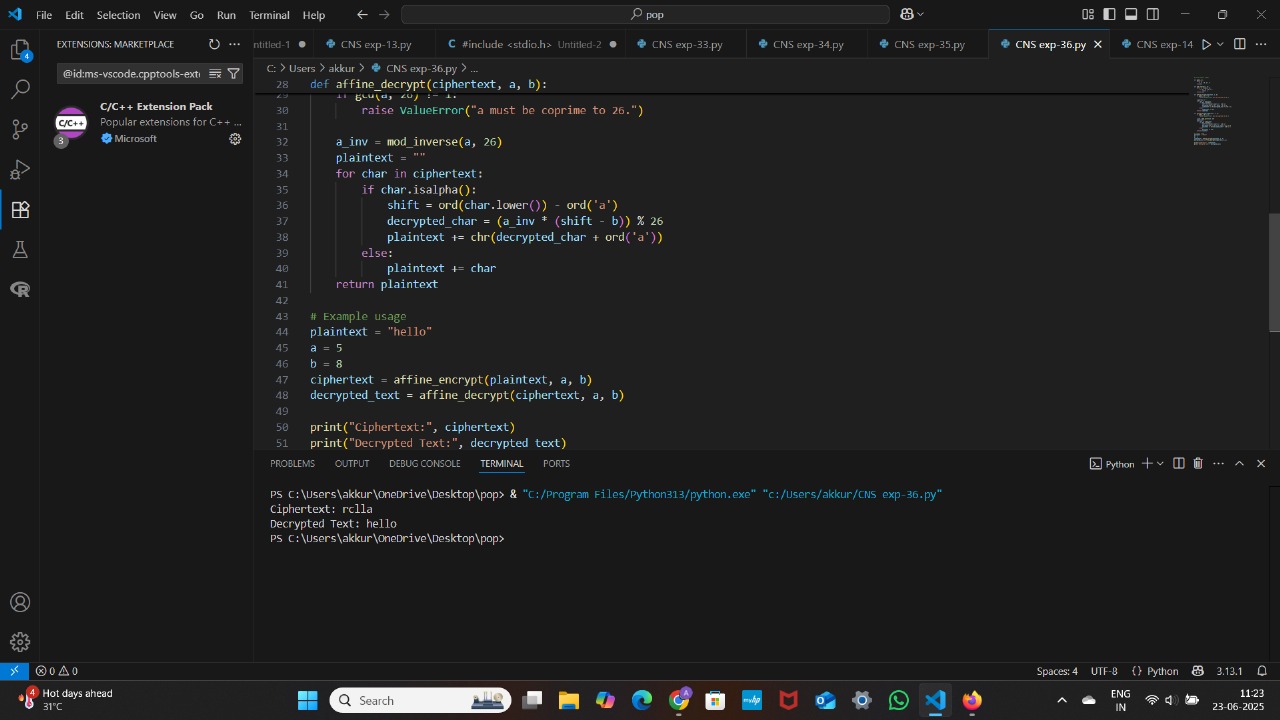 File Edit Selection View Go Run Terminal Help
pop
EXTENSIONS: MARKETPLACE
ntitled-1
CNS exp-13.py
#include <stdio.h> Untitled-2
CNS exp-33.py
CNS exp-34.py
CNS exp-35.py
CNS exp-36.py
CNS exp-14
4
@id:ms-vscode.cpptools-exte
C: > Users > akkur > CNS exp-36.py > ...
C/C++
3
C/C++ Extension Pack
Popular extensions for C++ ...
Microsoft
28 def affine_decrypt(ciphertext, a, b):
29 if gcd(a, 26) != 1:
30 raise ValueError("a must be coprime to 26.")
31
32 a_inv = mod_inverse(a, 26)
33 plaintext = ""
34 for char in ciphertext:
35 if char.isalpha():
36 shift = ord(char.lower()) - ord('a')
37 decrypted_char = (a_inv * (shift - b)) % 26
38 plaintext += chr(decrypted_char + ord('a'))
39 else:
40 plaintext += char
41 return plaintext
42
43 # Example usage
44 plaintext = "hello"
45 a = 5
46 b = 8
47 ciphertext = affine_encrypt(plaintext, a, b)
48 decrypted_text = affine_decrypt(ciphertext, a, b)
49
50 print("Ciphertext:", ciphertext)
51 print("Decrypted Text:", decrypted_text)
PROBLEMS OUTPUT DEBUG CONSOLE TERMINAL PORTS
Python
PS C:\Users\akkur\OneDrive\Desktop\pop> & "C:/Program Files/Python313/python.exe" "c:/Users/akkur/CNS exp-36.py"
Ciphertext: rclla
Decrypted Text: hello
PS C:\Users\akkur\OneDrive\Desktop\pop>
0 0
Spaces: 4 UTF-8 {} Python 3.13.1
4
Hot days ahead
31°C
Search
A
ENG
IN
11:23
23-06-2025